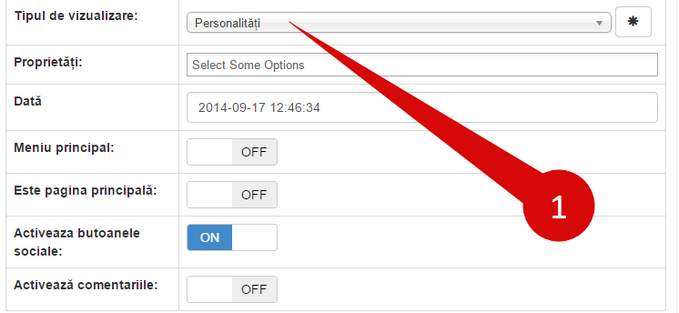 Tipul de vizualizare:
Personalități
✱
Proprietăți:
Select Some Options
Dată
2014-09-17 12:46:34
Meniu principal:
OFF
Este pagina principală:
OFF
Activeaza butoanele
sociale:
ON
Activează comentariile:
OFF
1